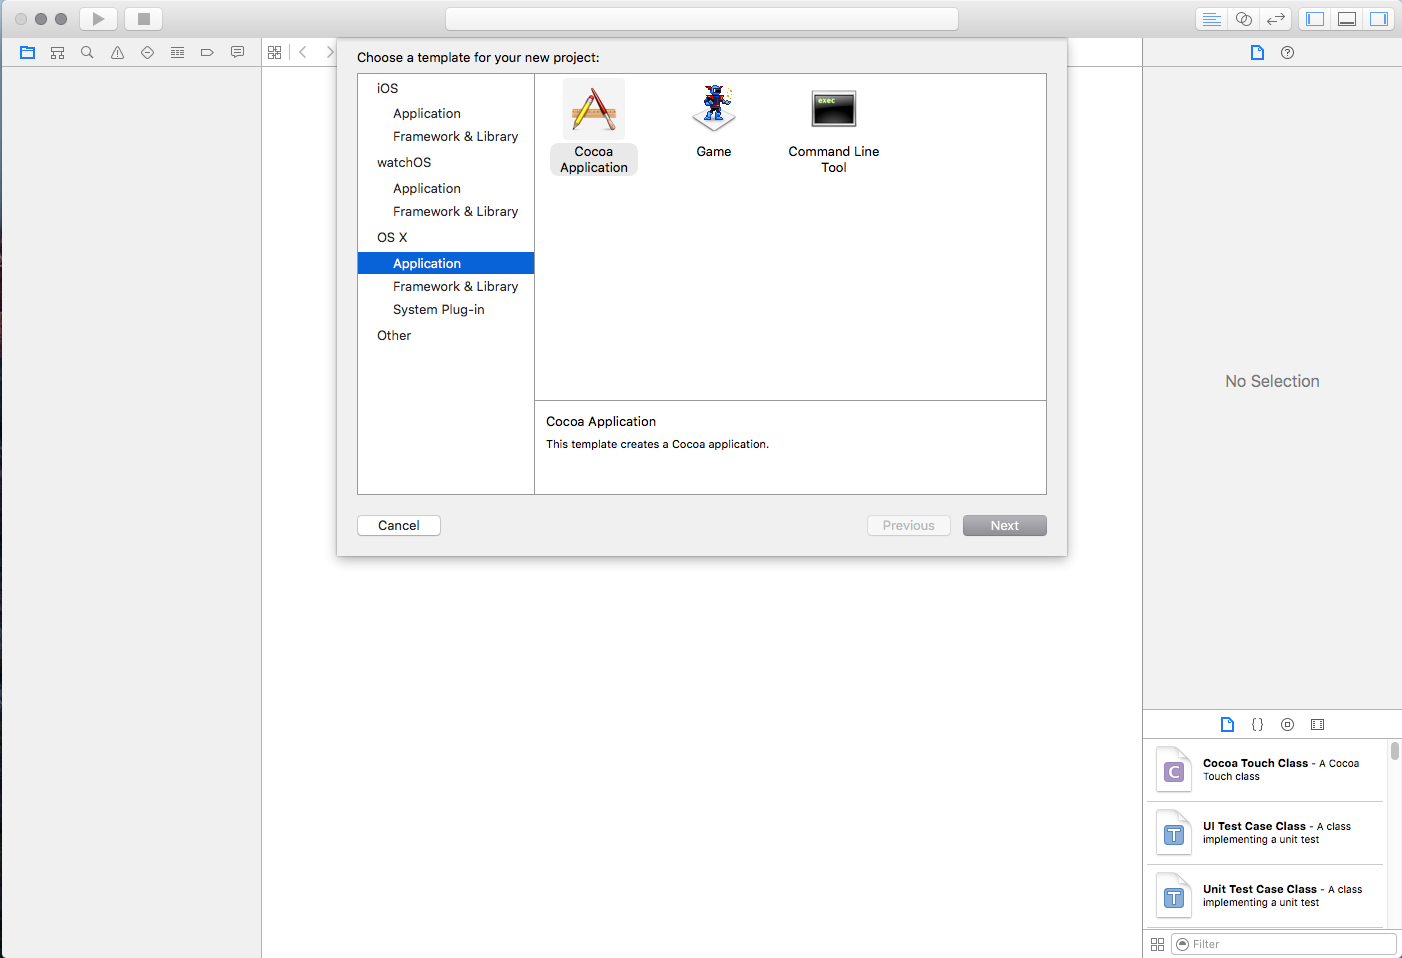 Choose a template for your new project:
iOS
Application
Framework & Library
watchOS
Application
Framework & Library
OS X
Application
Framework & Library
System Plug-in
Other
Cocoa
Application
Game
exec
Command Line
Tool
Cocoa Application
This template creates a Cocoa application.
Cancel
Previous
Next
No Selection
{}
C
Cocoa Touch Class - A Cocoa
Touch class
T
UI Test Case Class - A class
implementing a unit test
T
Unit Test Case Class - A class
implementing a unit test
Filter